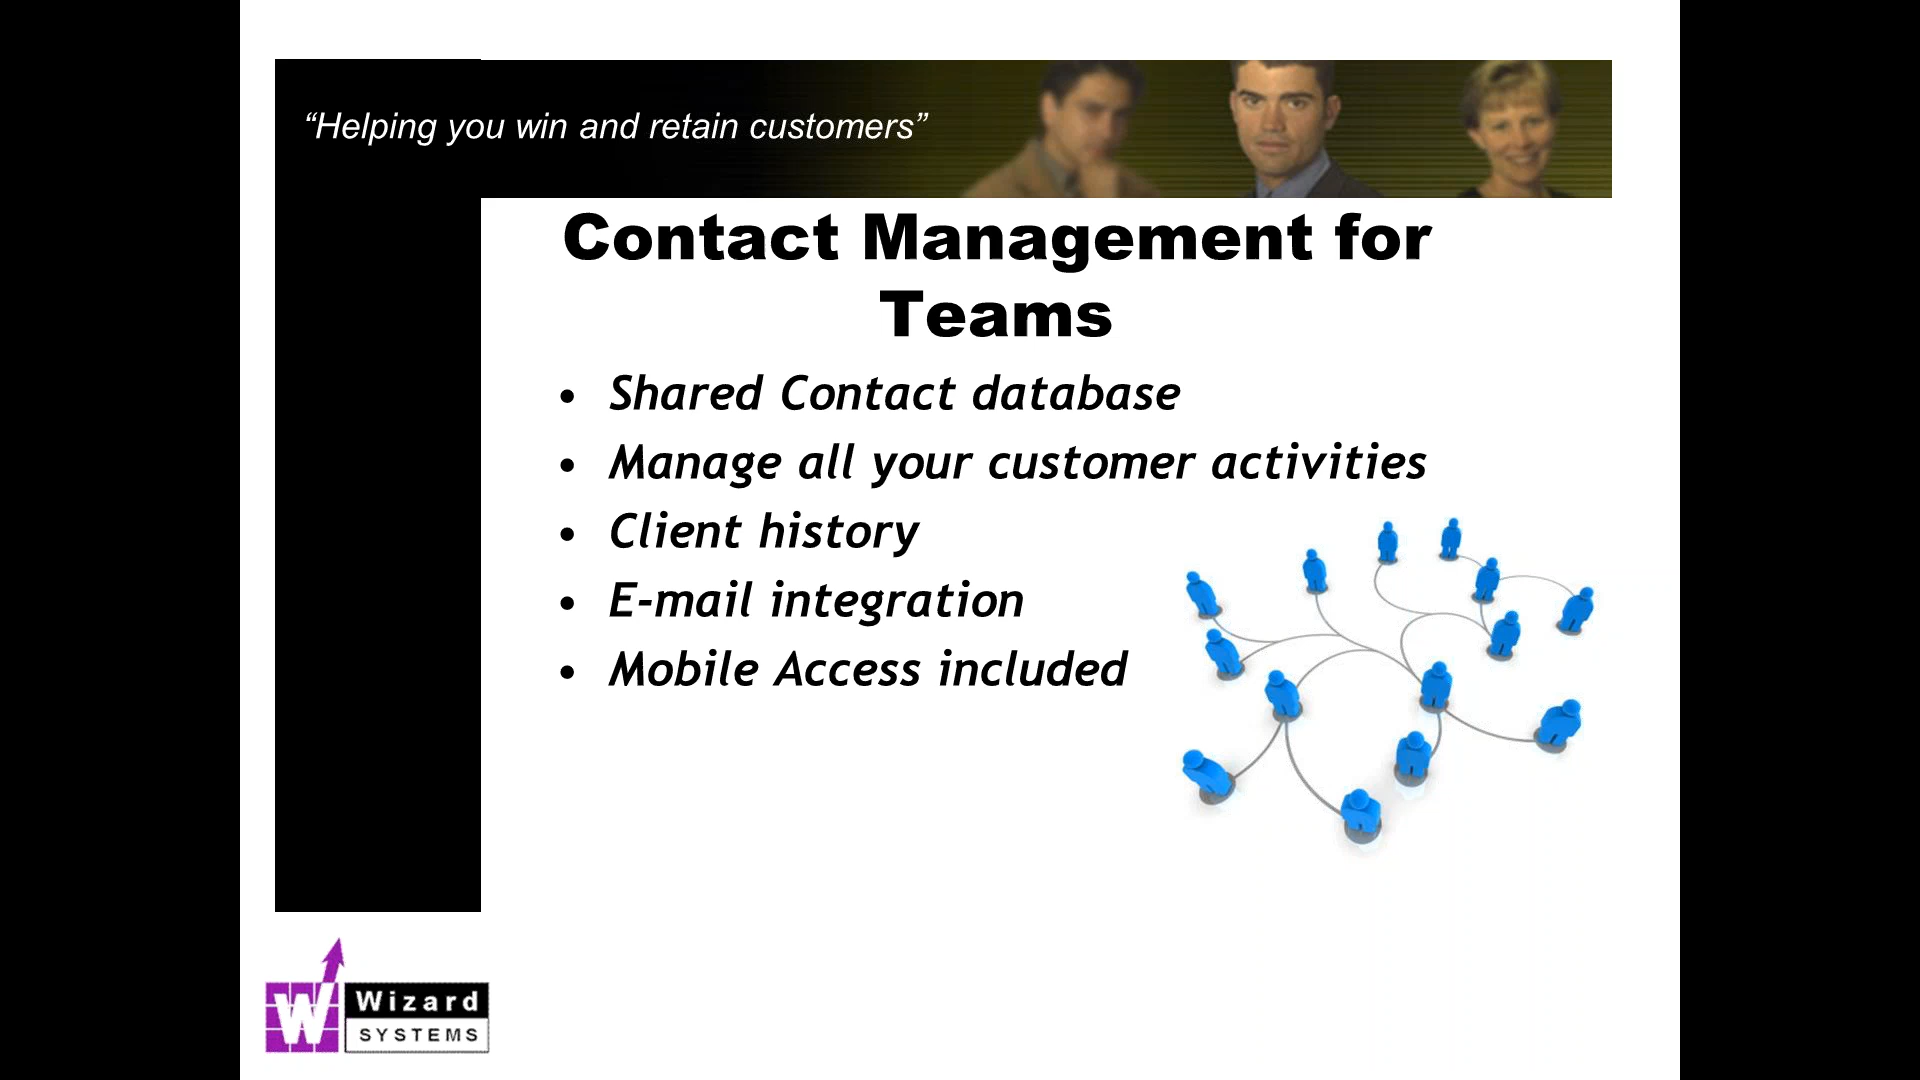 “Helping you win and retain customers”
Contact Management for
Teams
• Shared Contact database
• Manage all your customer activities
• Client history
• E-mail integration
• Mobile Access included
W
Wizard
SYSTEMS